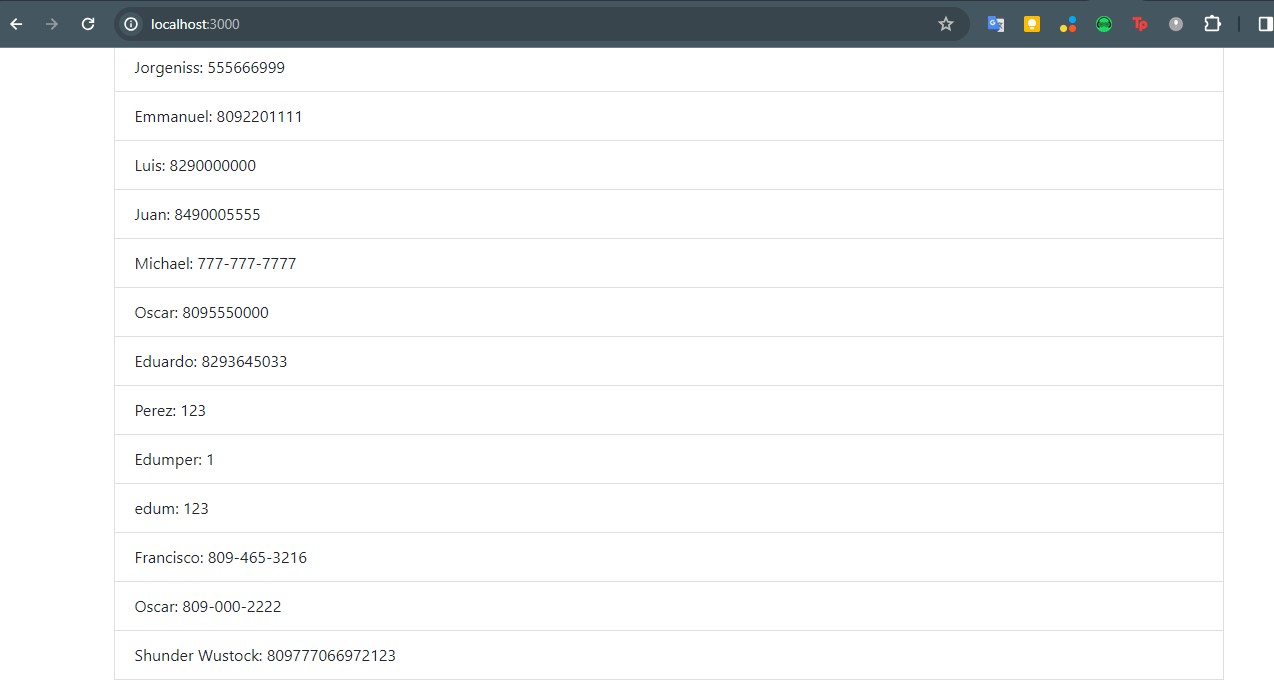 localhost:3000
Tp
Jorgeniss: 555666999
Emmanuel: 8092201111
Luis: 8290000000
Juan: 8490005555
Michael: 777-777-7777
Oscar: 8095550000
Eduardo: 8293645033
Perez: 123
Edumper: 1
edum: 123
Francisco: 809-465-3216
Oscar: 809-000-2222
Shunder Wustock: 809777066972123